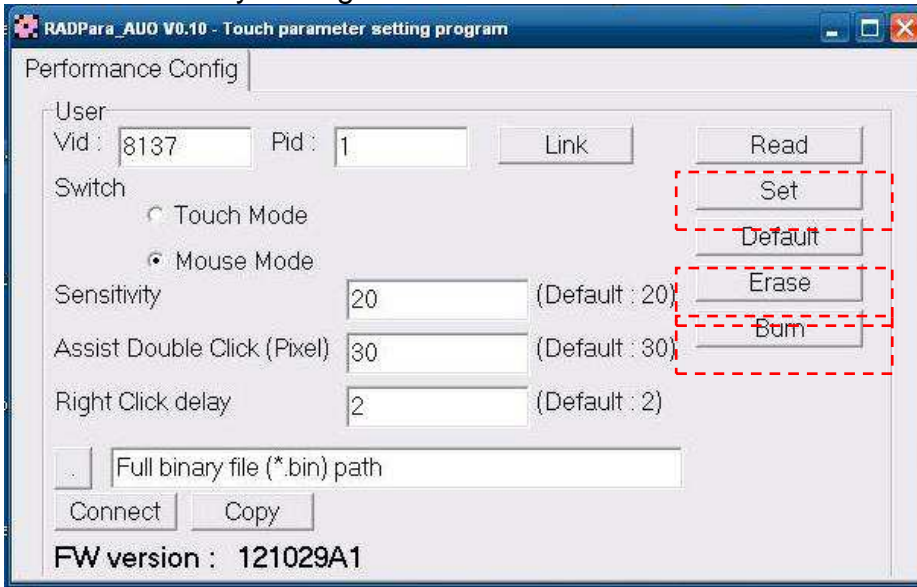 RADPara_AUO V0.10 - Touch parameter setting program
Performance Config
User
Vid : 8137 Pid : 1 Link Read
Switch Set
Touch Mode
Default
Mouse Mode
Sensitivity 20 (Default : 20) Erase
Burn
Assist Double Click (Pixel) 30 (Default : 30)
Right Click delay 2 (Default : 2)
. Full binary file (*.bin) path
Connect Copy
FW version : 121029A1